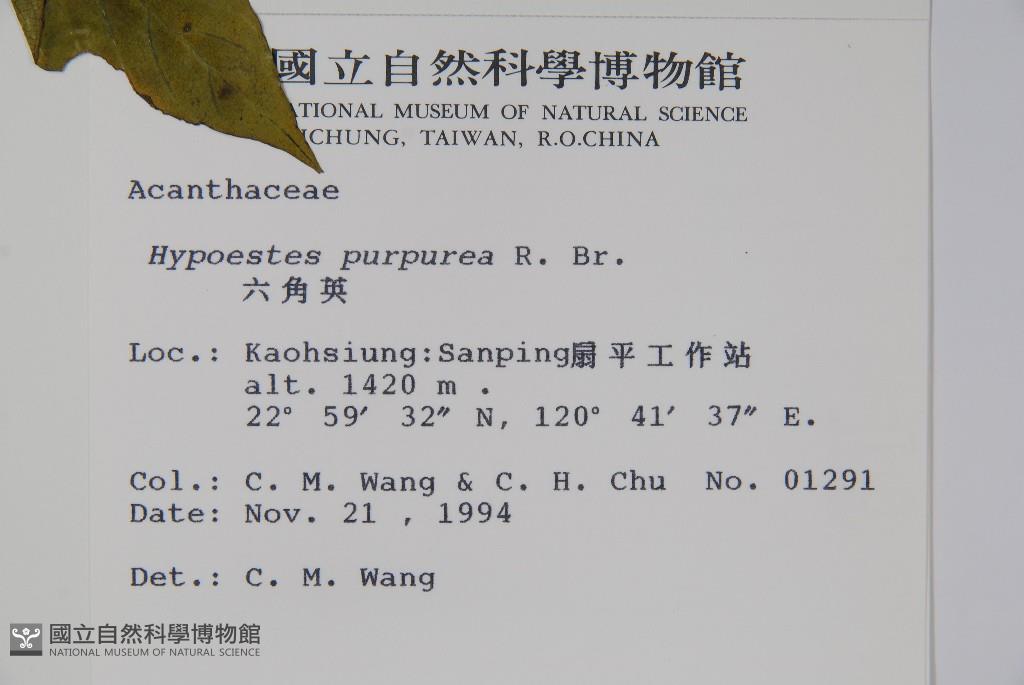 國立自然科學博物館
ATIONAL MUSEUM OF NATURAL SCIENCE
ICHUNG, TAIWAN, R.O.CHINA
Acanthaceae
Hypoestes purpurea R. Br.
六角英
Loc.: Kaohsiung:Sanping扇平工作站
alt. 1420 m .
22° 59′ 32″ N, 120° 41′ 37″ E.
Col.: C. M. Wang & C. H. Chu No. 01291
Date: Nov. 21 , 1994
Det.: C. M. Wang
國立自然科學博物館
NATIONAL MUSEUM OF NATURAL SCIENCE